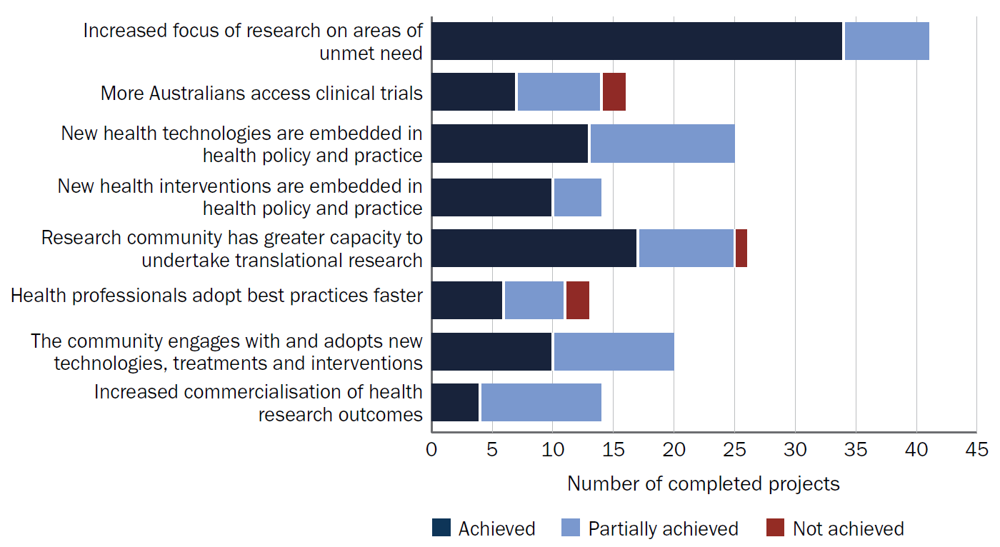 Increased focus of research on areas of
unmet need
More Australians access clinical trials
New health technologies are embedded in
health policy and practice
New health interventions are embedded in
health policy and practice
Research community has greater capacity to
undertake translational research
Health professionals adopt best practices faster
The community engages with and adopts new
technologies, treatments and interventions
Increased commercialisation of health
research outcomes
0 5 10 15 20 25 30 35 40 45
Number of completed projects
Achieved Partially achieved Not achieved